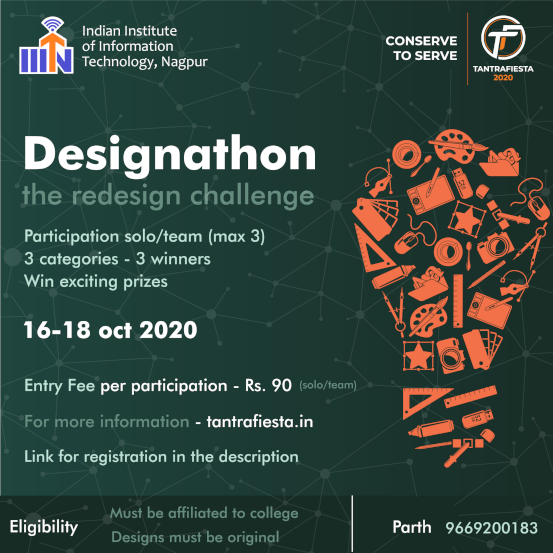 Indian Institute
of Information
Technology, Nagpur
IIITN
CONSERVE
TO SERVE
TF
TANTRAFIESTA
2020
Designathon
the redesign challenge
Participation solo/team (max 3)
3 categories - 3 winners
Win exciting prizes
16-18 oct 2020
Entry Fee per participation - Rs. 90 (solo/team)
For more information - tantrafiesta.in
Link for registration in the description
Eligibility
Must be affiliated to college
Designs must be original
Parth 9669200183